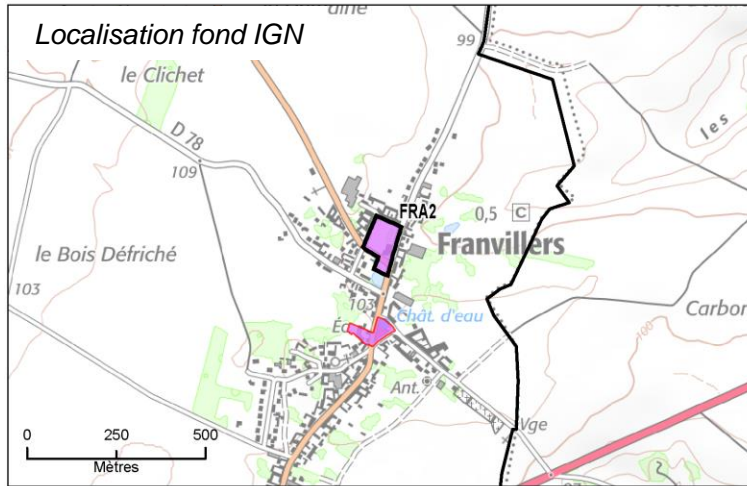 Localisation fond IGN
99
le Clichet
les
D 78
109
FRA2
0,5 C
Franvillers
le Bois Défriché
103
103
Chât. d'eau
Carbon
100
Ant.
Vge
0 250 500
Mètres